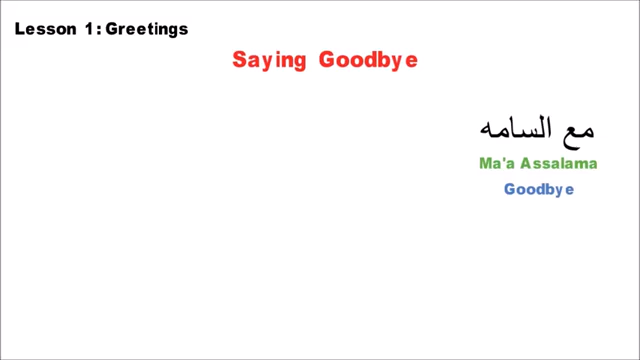 Lesson 1: Greetings
Saying Goodbye
مع السامه
Ma'a Assalama
Goodbye